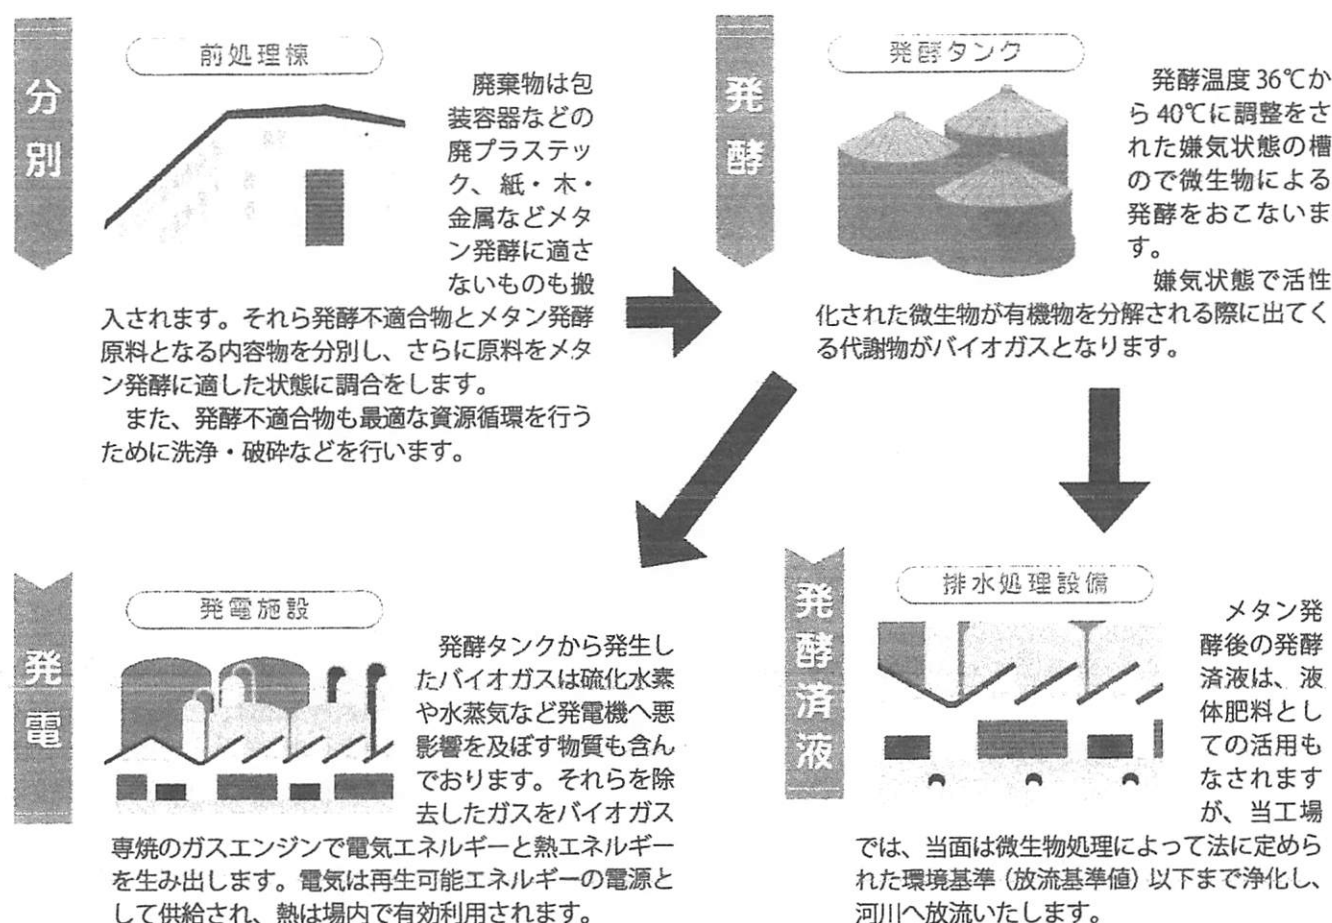 分別
前処理棟
廃棄物は包
装容器などの
廃プラスチッ
ク、紙・木・
金属などメタ
ン発酵に適さ
ないものも搬
入されます。それら発酵不適合物とメタン発酵
原料となる内容物を分別し、さらに原料をメタ
ン発酵に適した状態に調合をします。
また、発酵不適合物も最適な資源循環を行う
ために洗浄・破砕などを行います。
発酵
発酵タンク
発酵温度36℃か
ら40℃に調整をさ
れた嫌気状態の槽
ので微生物による
発酵をおこないま
す。
嫌気状態で活性
化された微生物が有機物を分解される際に出てく
る代謝物がバイオガスとなります。
発電
発電施設
発酵タンクから発生し
たバイオガスは硫化水素
や水蒸気など発電機へ悪
影響を及ぼす物質も含ん
でおります。それらを除
去したガスをバイオガス
専焼のガスエンジンで電気エネルギーと熱エネルギー
を生み出します。電気は再生可能エネルギーの電源と
して供給され、熱は場内で有効利用されます。
発酵済液
排水処理設備
メタン発
酵後の発酵
済液は、液
体肥料とし
ての活用も
なされます
が、当工場
では、当面は微生物処理によって法に定めら
れた環境基準（放流基準値）以下まで浄化し、
河川へ放流いたします。